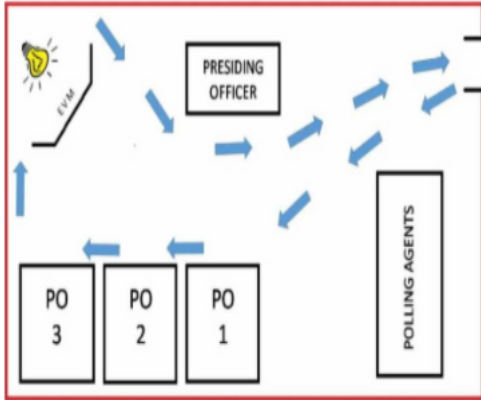 PRESIDING
OFFICER
EVM
PO
3
PO
2
PO
1
POLLING AGENTS